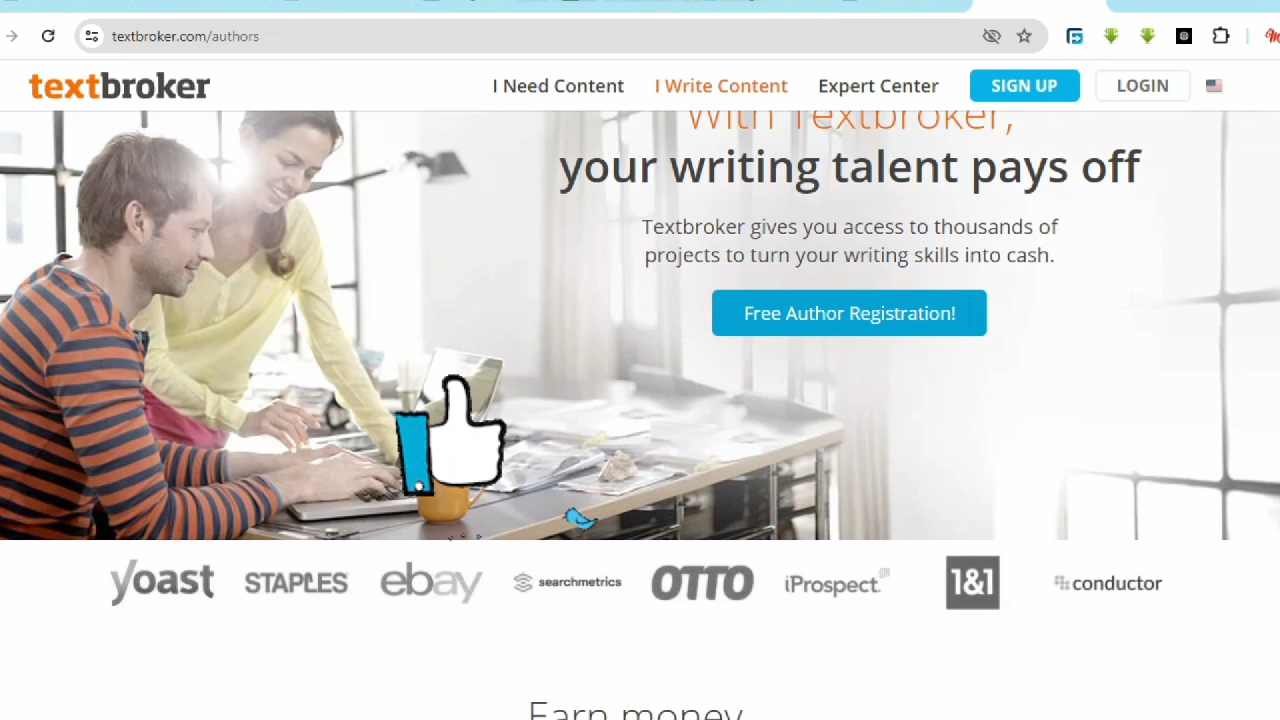 textbroker.com/authors
textbroker
I Need Content
I Write Content
Expert Center
SIGN UP
LOGIN
With Textbroker,
your writing talent pays off
Textbroker gives you access to thousands of
projects to turn your writing skills into cash.
Free Author Registration!
yoast
STAPLES
ebay
searchmetrics
OTTO
iProspect
1&1
conductor
Earn money